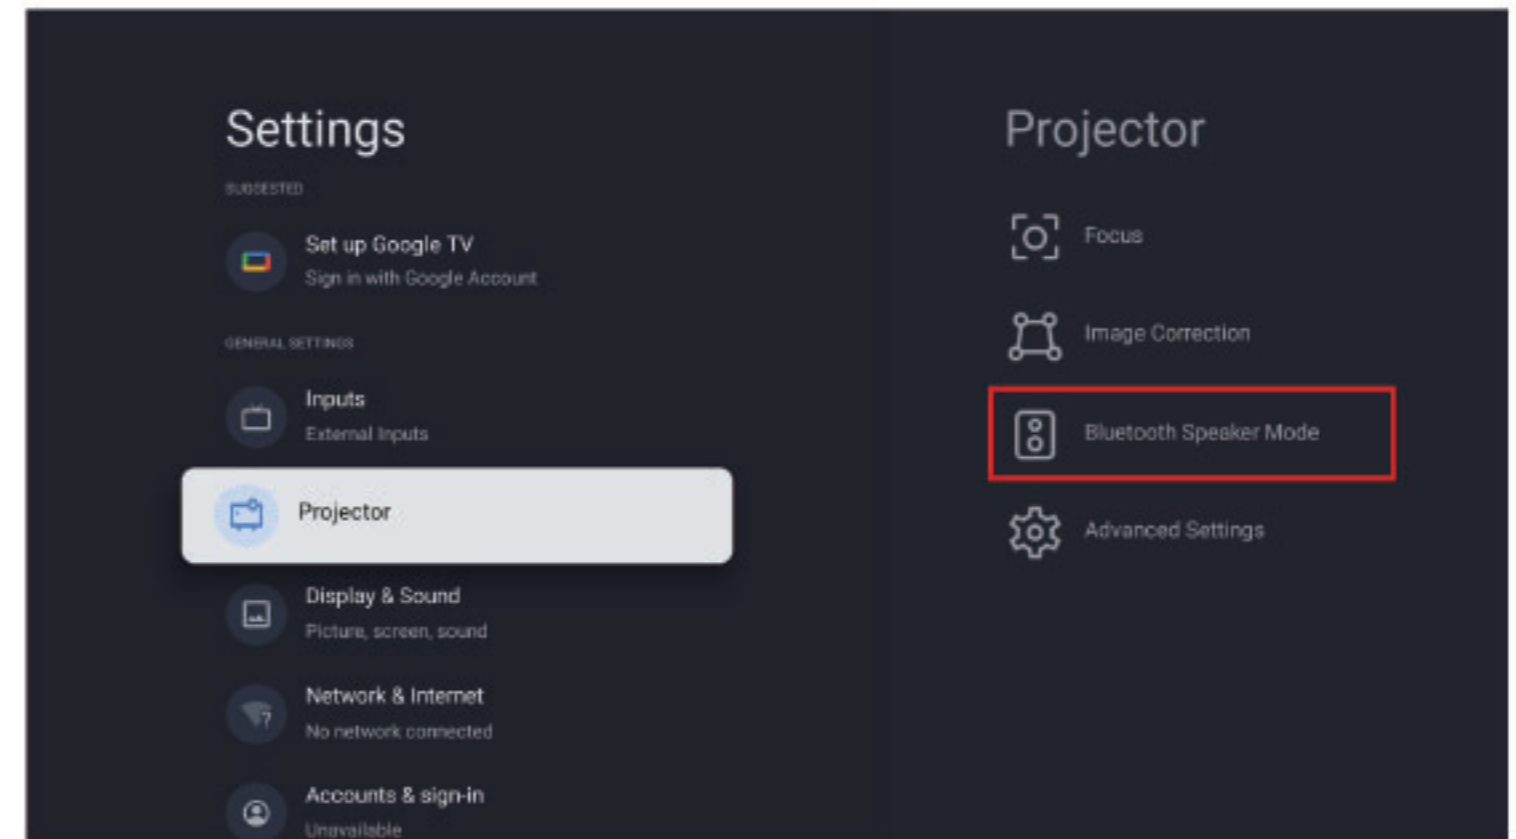 Settings
SUGGESTED
Set up Google TV
Sign in with Google Account
GENERAL SETTINGS
Inputs
External Inputs
Projector
Display & Sound
Picture, screen, sound
Network & Internet
No network connected
Accounts & sign-in
Unavailable
Projector
Focus
Image Correction
Bluetooth Speaker Mode
Advanced Settings